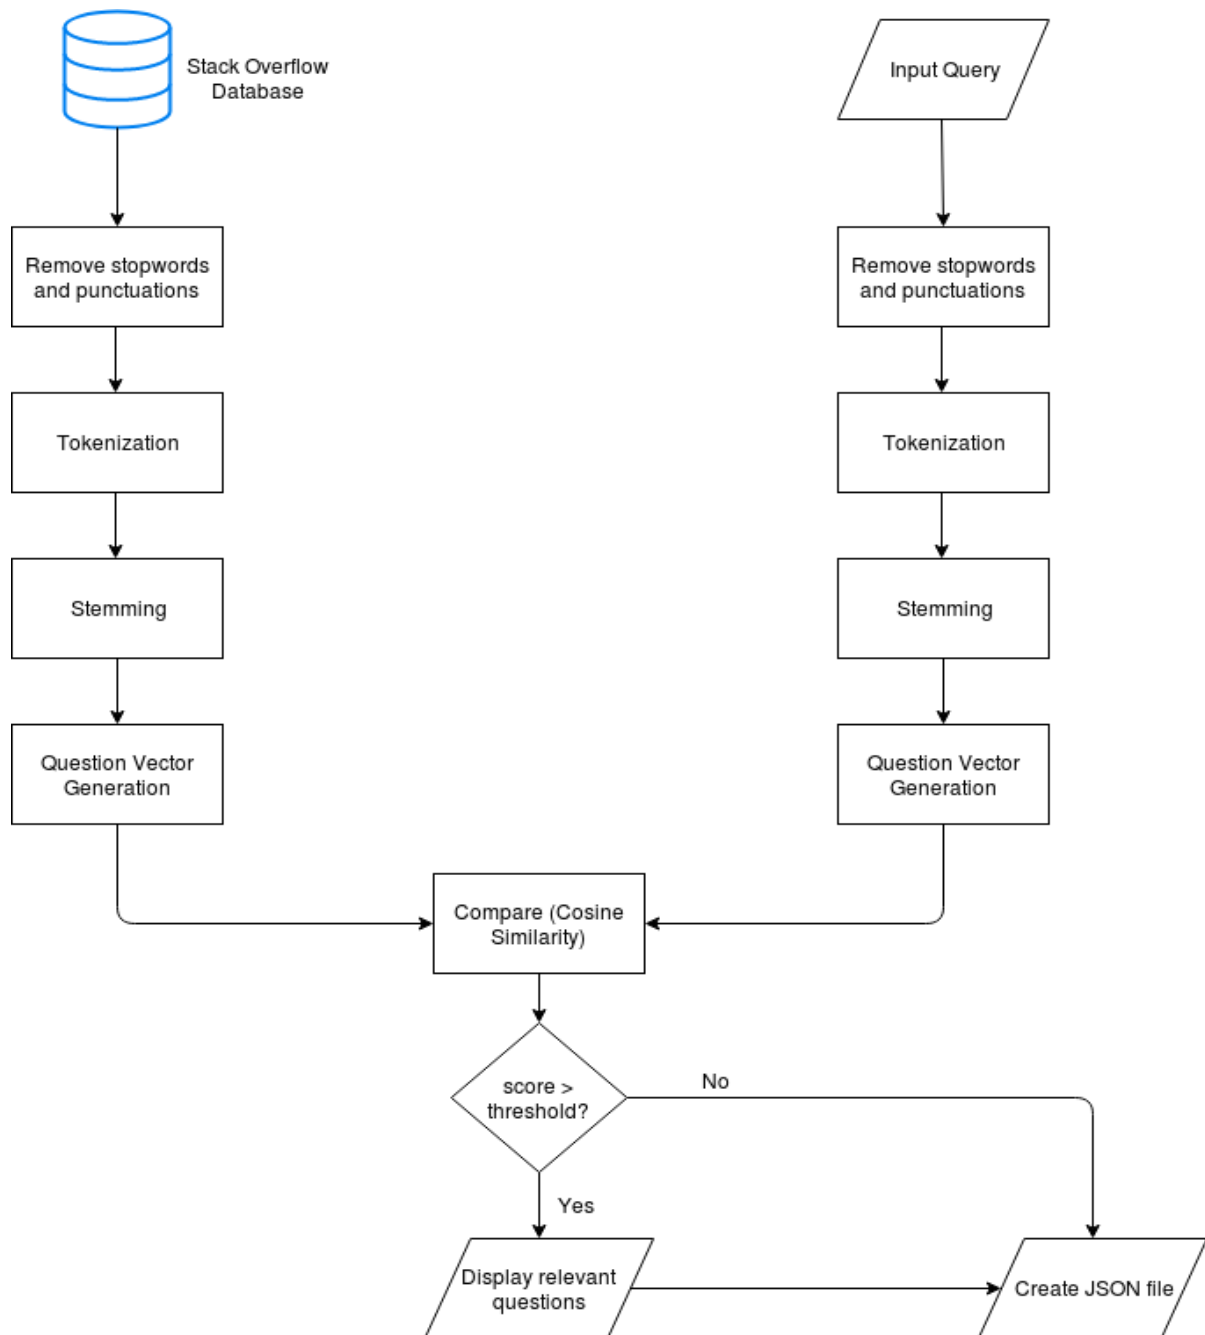 Stack Overflow
Database
Input Query
Remove stopwords
and punctuations
Remove stopwords
and punctuations
Tokenization
Tokenization
Stemming
Stemming
Question Vector
Generation
Question Vector
Generation
Compare (Cosine
Similarity)
score >
threshold?
No
Yes
Display relevant
questions
Create JSON file